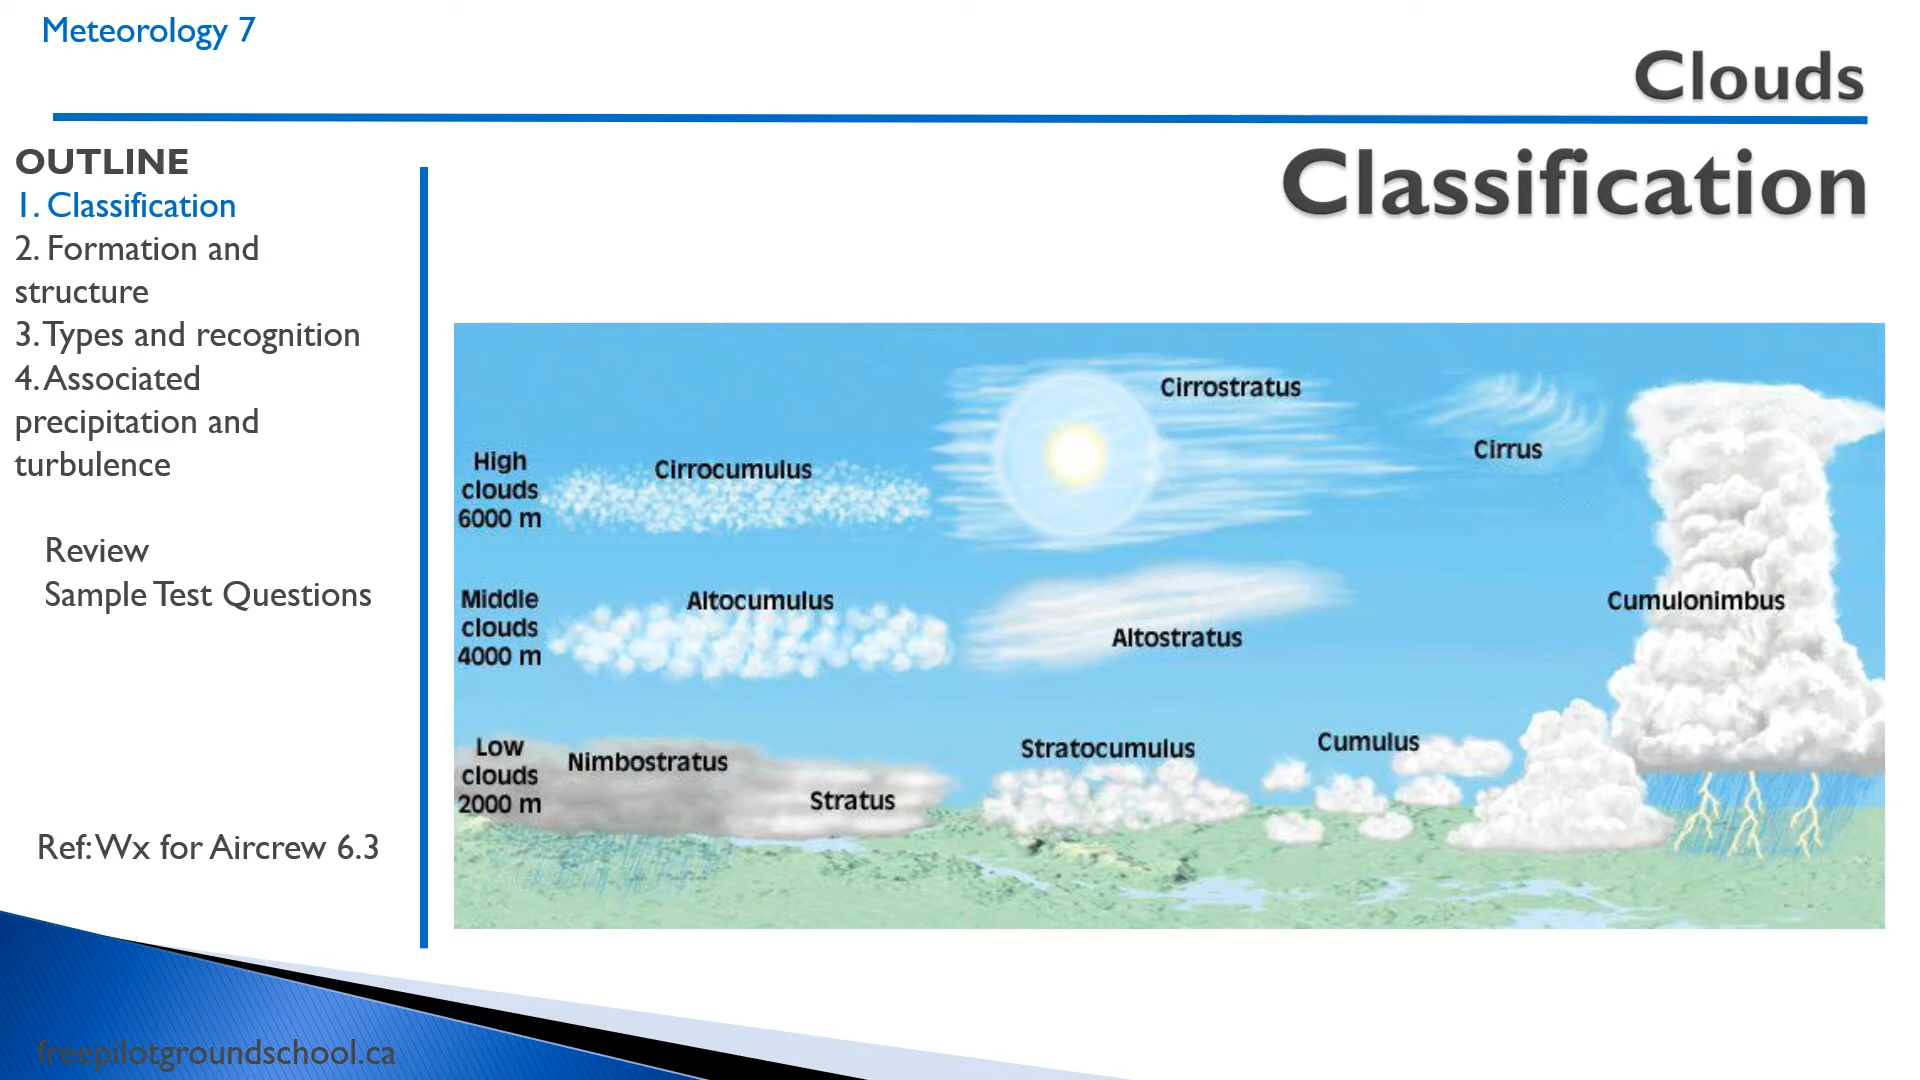 Meteorology 7
Clouds
OUTLINE
1. Classification
2. Formation and
structure
3. Types and recognition
4. Associated
precipitation and
turbulence
Review
Sample Test Questions
Ref: Wx for Aircrew 6.3
freepilotgroundschool.ca
Classification
Cirrostratus
Cirrus
High
clouds
6000 m
Cirrocumulus
Middle
clouds
4000 m
Altocumulus
Altostratus
Cumulonimbus
Low
clouds
2000 m
Nimbostratus
Stratus
Stratocumulus
Cumulus